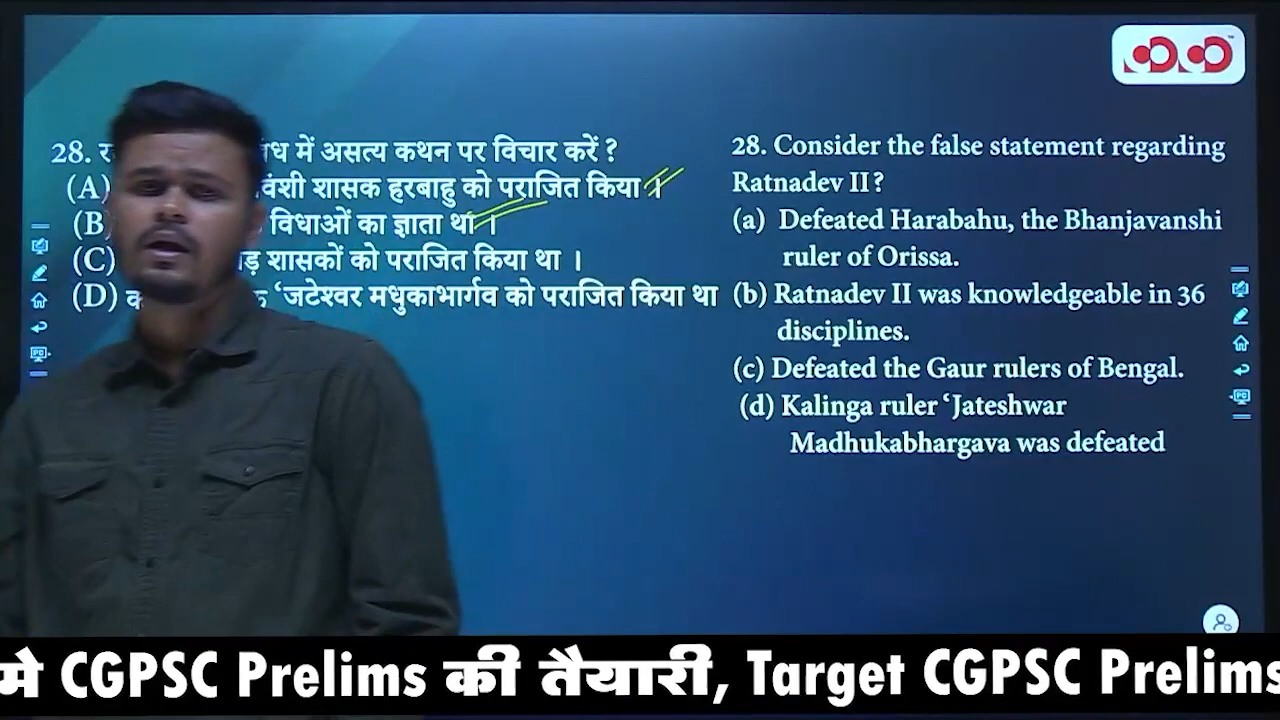 28. में असत्य कथन पर विचार करें ?
(A) शासक हरबाहु को पराजित किया ।
(B) विधाओं का ज्ञाता था ।
(C) शासकों को पराजित किया था ।
(D) ‘जटेश्वर मधुकाभार्गव को पराजित किया था
28. Consider the false statement regarding
Ratnadev II?
(a) Defeated Harabahu, the Bhanjavanshi
ruler of Orissa.
(b) Ratnadev II was knowledgeable in 36
disciplines.
(c) Defeated the Gaur rulers of Bengal.
(d) Kalinga ruler ‘Jateshwar
Madhukabhargava was defeated
CGPSC Prelims की तैयारी, Target CGPSC Prelims